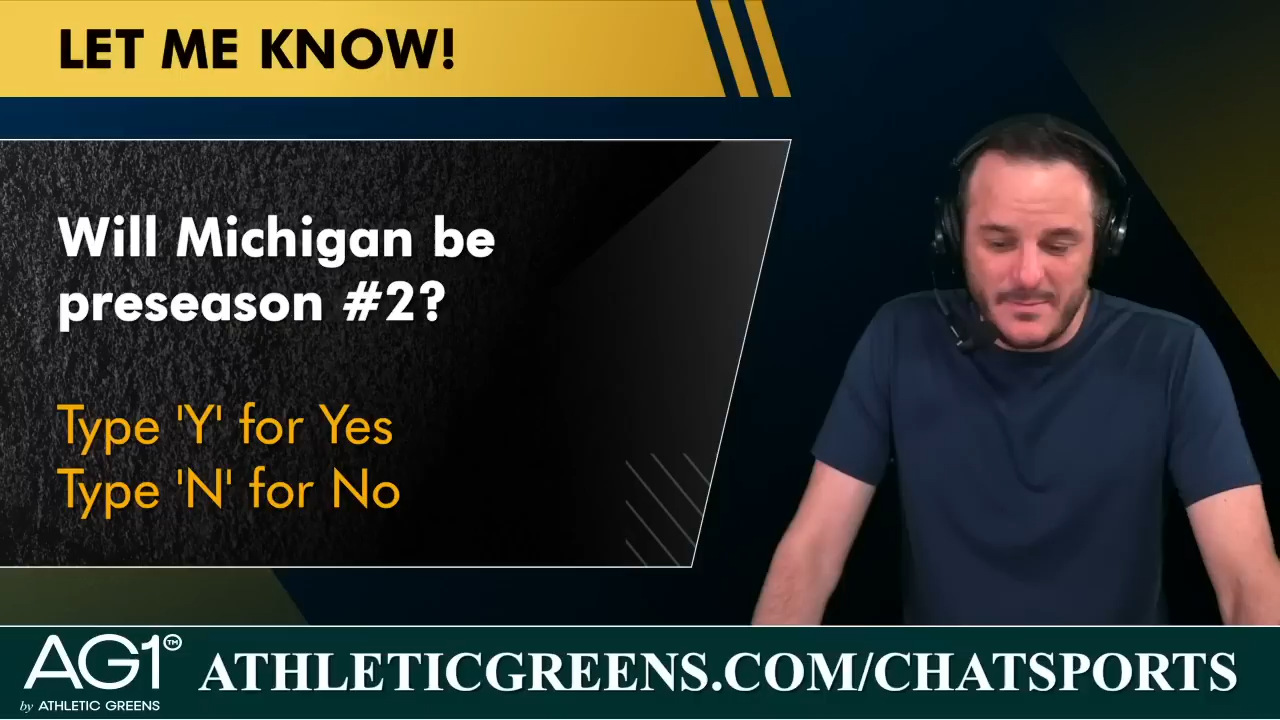 LET ME KNOW!
Will Michigan be
preseason #2?
Type 'Y' for Yes
Type 'N' for No
AG1™
by ATHLETIC GREENS
ATHLETICGREENS.COM/CHATSPORTS